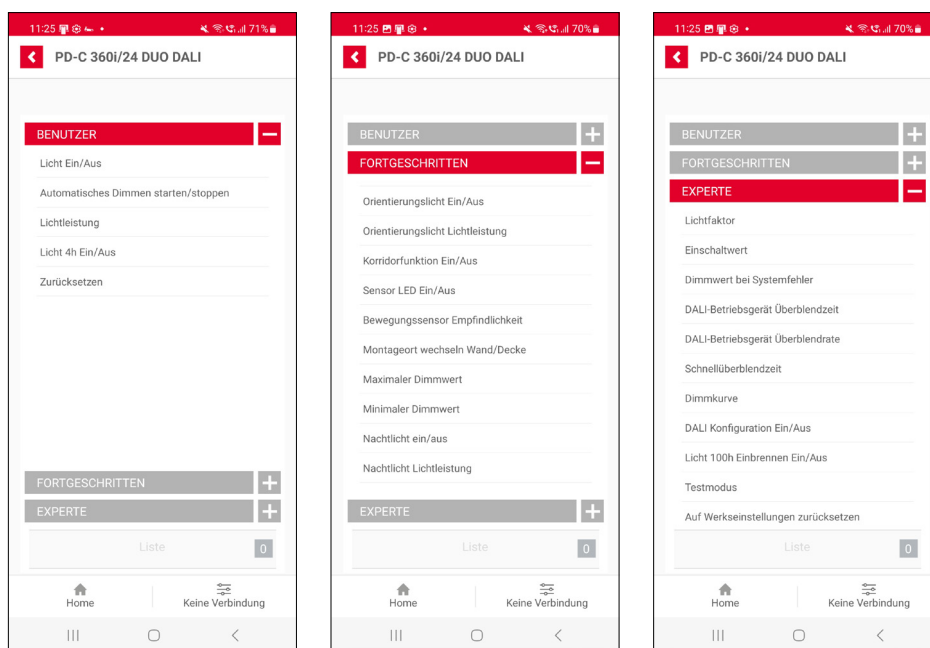 11:25
71%
PD-C 360i/24 DUO DALI
BENUTZER
Licht Ein/Aus
Automatisches Dimmen starten/stoppen
Lichtleistung
Licht 4h Ein/Aus
Zurücksetzen
FORTGESCHRITTEN
EXPERTE
Liste
0
Home
Keine Verbindung
11:25
70%
PD-C 360i/24 DUO DALI
BENUTZER
FORTGESCHRITTEN
Orientierungslicht Ein/Aus
Orientierungslicht Lichtleistung
Korridorfunktion Ein/Aus
Sensor LED Ein/Aus
Bewegungssensor Empfindlichkeit
Montageort wechseln Wand/Decke
Maximaler Dimmwert
Minimaler Dimmwert
Nachtlicht ein/aus
Nachtlicht Lichtleistung
EXPERTE
Liste
0
Home
Keine Verbindung
11:25
70%
PD-C 360i/24 DUO DALI
BENUTZER
FORTGESCHRITTEN
EXPERTE
Lichtfaktor
Einschaltwert
Dimmwert bei Systemfehler
DALI-Betriebsgerät Überblendzeit
DALI-Betriebsgerät Überblendrate
Schnellüberblendzeit
Dimmkurve
DALI Konfiguration Ein/Aus
Licht 100h Einbrennen Ein/Aus
Testmodus
Auf Werkseinstellungen zurücksetzen
Liste
0
Home
Keine Verbindung